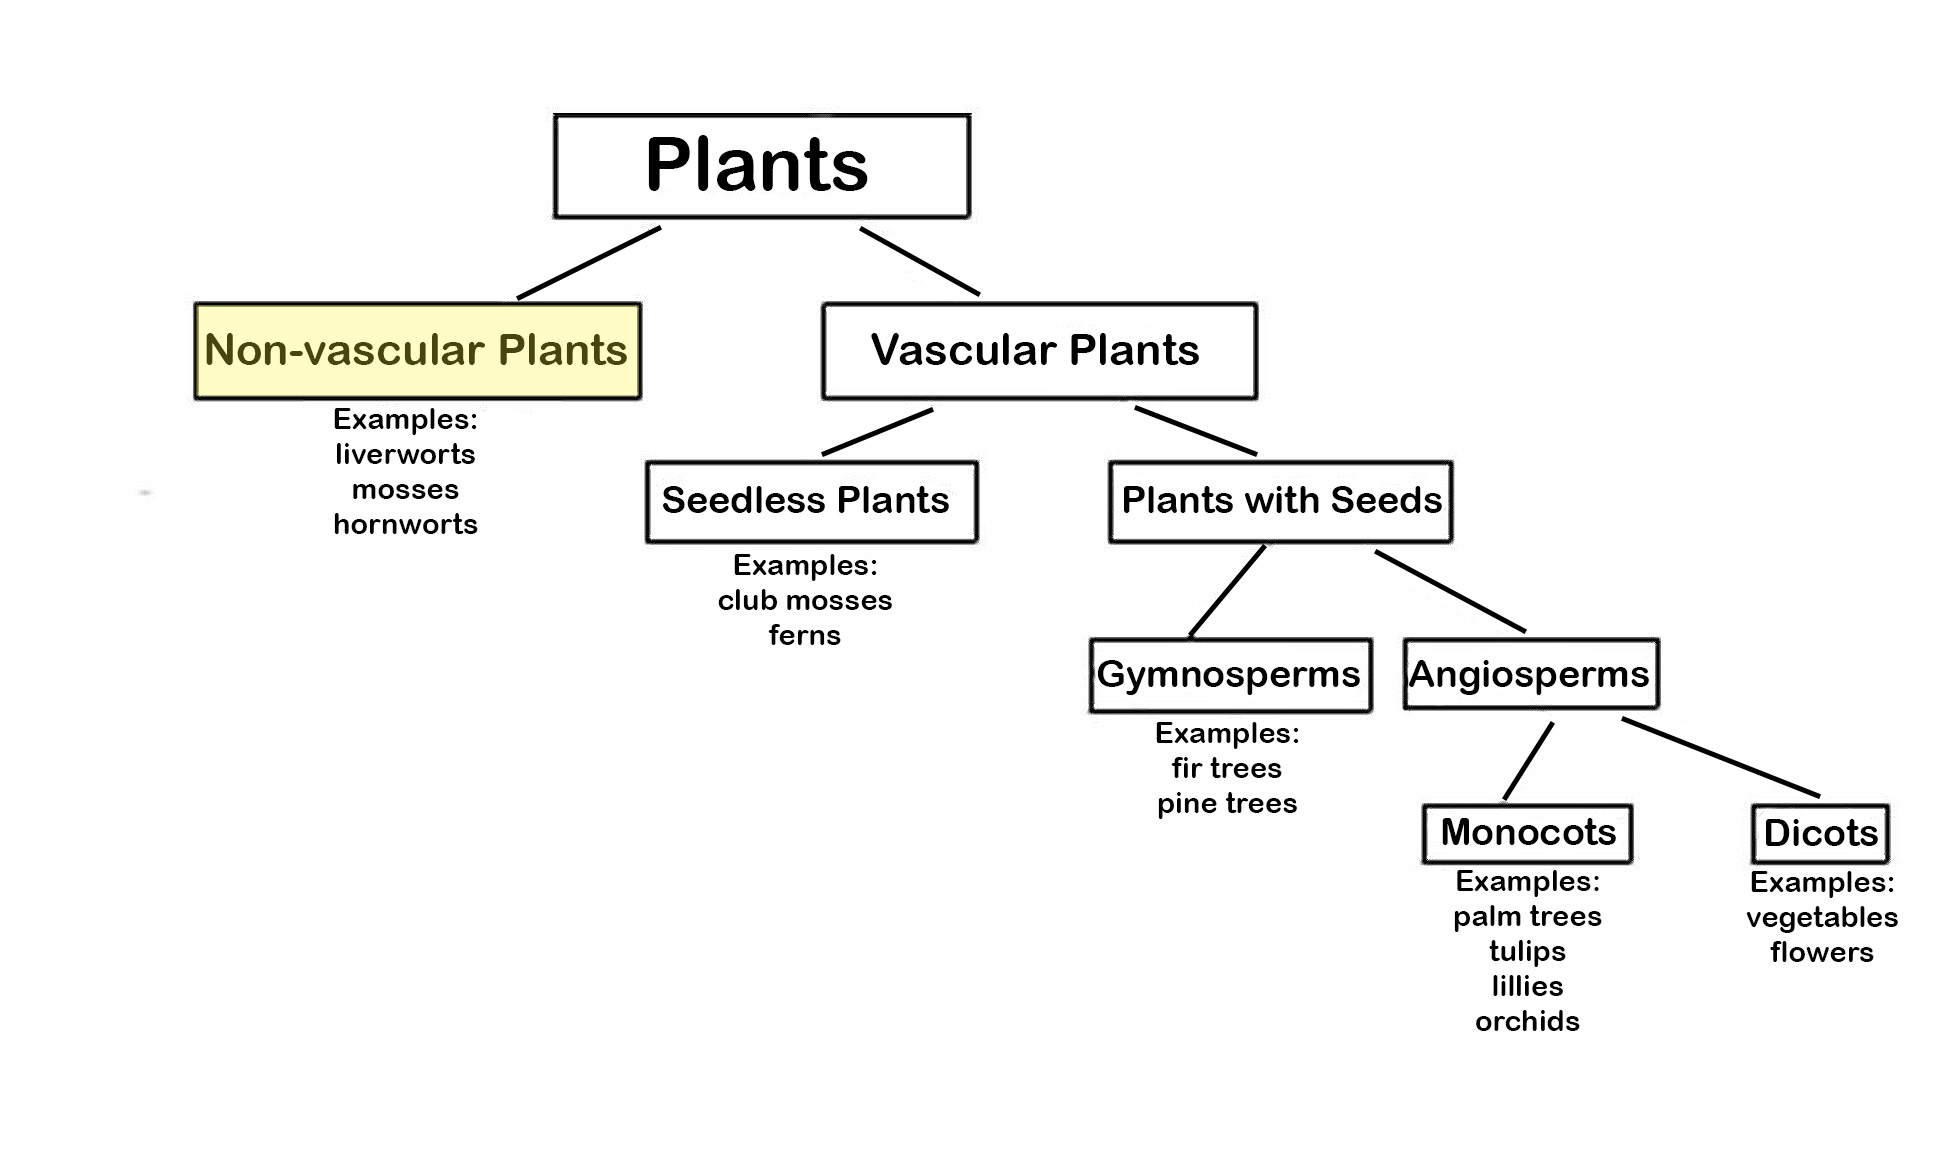 Plants
Non-vascular Plants
Examples:
liverworts
mosses
hornworts
Vascular Plants
Seedless Plants
Examples:
club mosses
ferns
Plants with Seeds
Gymnosperms
Examples:
fir trees
pine trees
Angiosperms
Monocots
Examples:
palm trees
tulips
lillies
orchids
Dicots
Examples:
vegetables
flowers